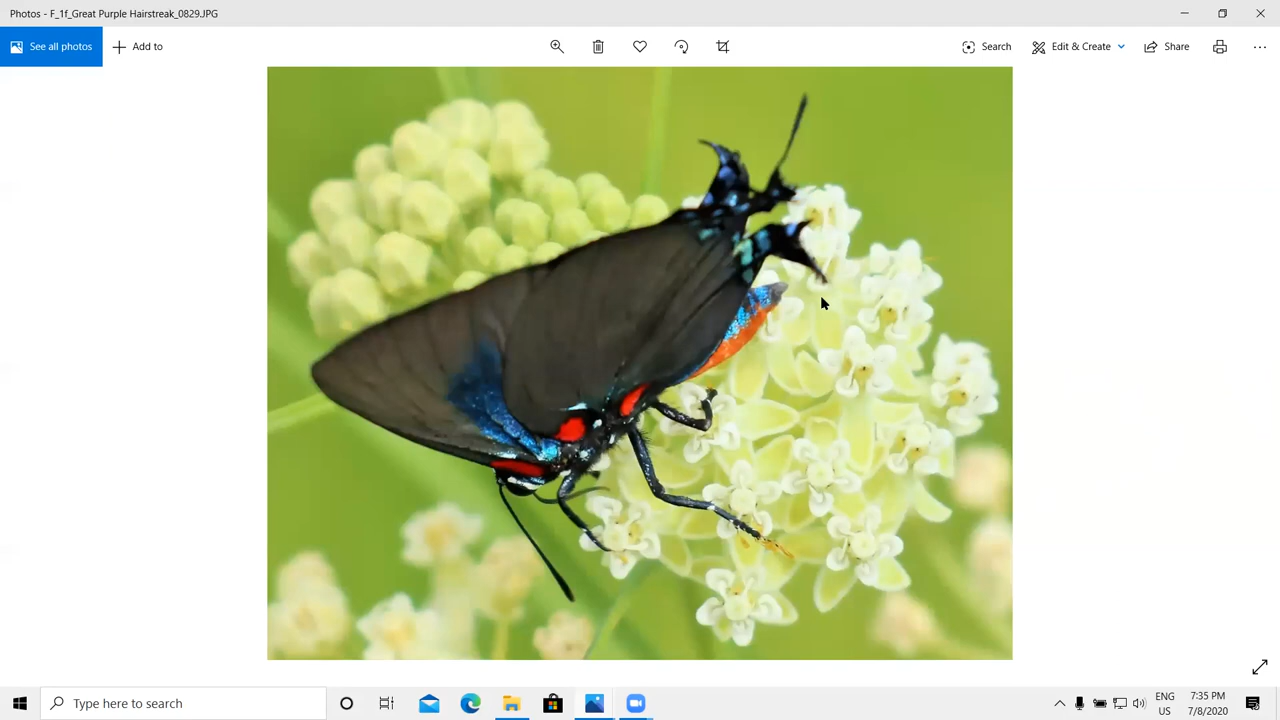 Photos - F_1f_Great Purple Hairstreak_0829.JPG
See all photos
Add to
Search
Edit & Create
Share
Type here to search
ENG
US
7:35 PM
7/8/2020